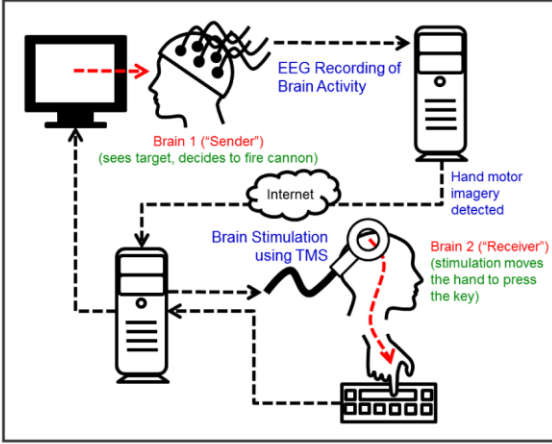 EEG Recording of
Brain Activity
Brain 1 ("Sender")
(sees target, decides to fire cannon)
Hand motor
imagery
detected
Internet
Brain Stimulation
using TMS
Brain 2 ("Receiver")
(stimulation moves
the hand to press
the key)